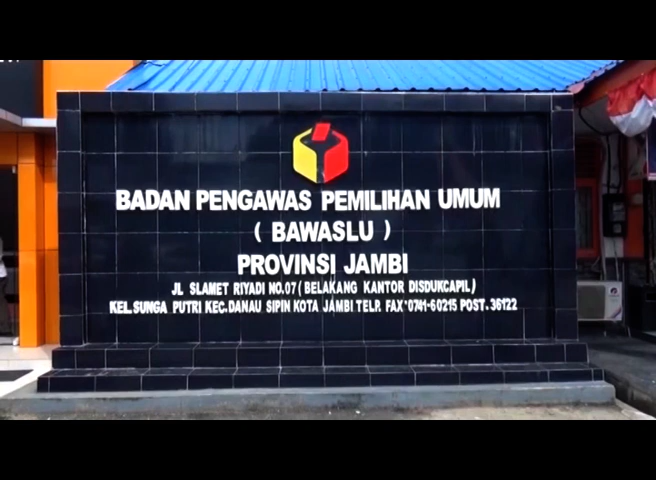 BADAN PENGAWAS PEMILIHAN UMUM
( BAWASLU )
PROVINSI JAMBI
JL SLAMET RIYADI NO.07 ( BELAKANG KANTOR DISDUKCAPIL )
KEL.SUNGA PUTRI KEC.DANAU SIPIN KOTA JAMBI TELP. FAX*0741-60215 POST. 36122